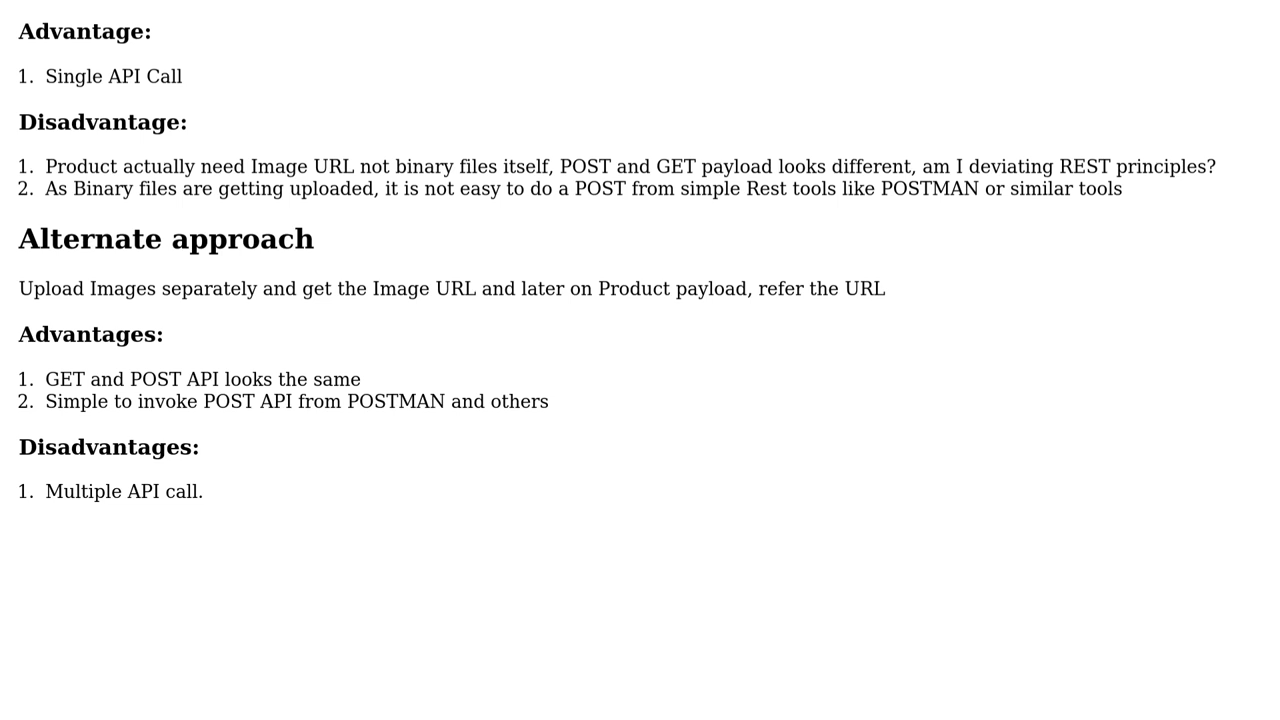 Advantage:
1. Single API Call
Disadvantage:
1. Product actually need Image URL not binary files itself, POST and GET payload looks different, am I deviating REST principles?
2. As Binary files are getting uploaded, it is not easy to do a POST from simple Rest tools like POSTMAN or similar tools
Alternate approach
Upload Images separately and get the Image URL and later on Product payload, refer the URL
Advantages:
1. GET and POST API looks the same
2. Simple to invoke POST API from POSTMAN and others
Disadvantages:
1. Multiple API call.